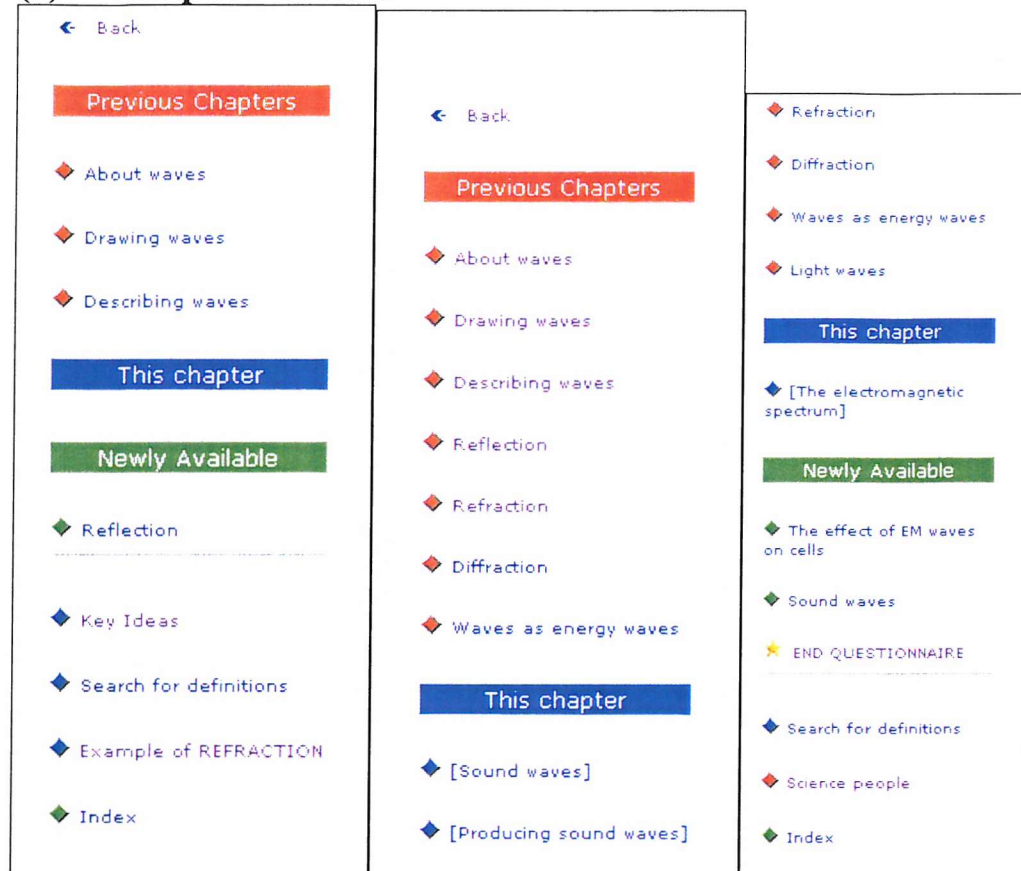 Back
Previous Chapters
About waves
Drawing waves
Describing waves
This chapter
Newly Available
Reflection
Key Ideas
Search for definitions
Example of REFRACTION
Index
Back
Previous Chapters
About waves
Drawing waves
Describing waves
Reflection
Refraction
Diffraction
Waves as energy waves
This chapter
[Sound waves]
[Producing sound waves]
Refraction
Diffraction
Waves as energy waves
Light waves
This chapter
[The electromagnetic
spectrum]
Newly Available
The effect of EM waves
on cells
Sound waves
END QUESTIONNAIRE
Search for definitions
Science people
Index